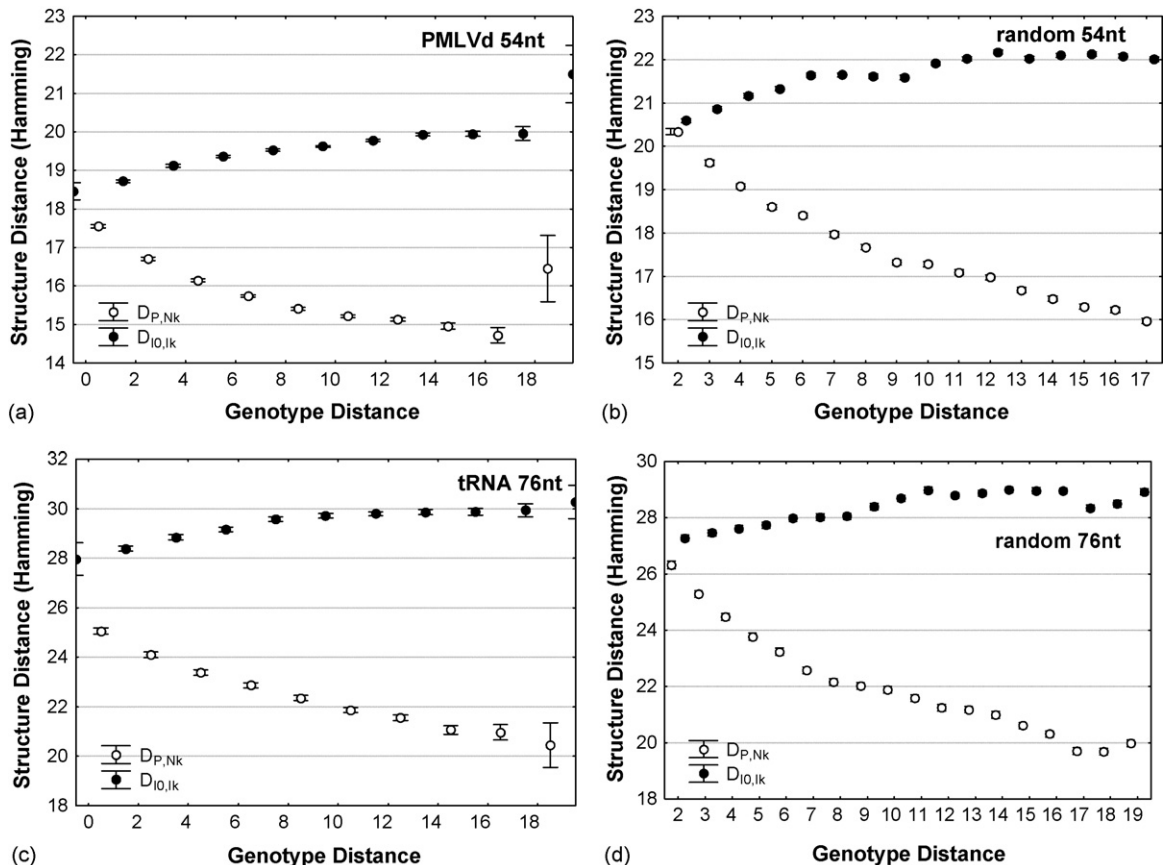 PMLVd 54nt
Structure Distance (Hamming)
22
21
20
19
18
17
16
15
14
D_P,Nk
D_I0,Ik
0 2 4 6 8 10 12 14 16 18
Genotype Distance
(a)
random 54nt
Structure Distance (Hamming)
23
22
21
20
19
18
17
16
15
D_P,Nk
D_I0,Ik
2 3 4 5 6 7 8 9 10 11 12 13 14 15 16 17
Genotype Distance
(b)
tRNA 76nt
Structure Distance (Hamming)
32
30
28
26
24
22
20
18
D_P,Nk
D_I0,Ik
0 2 4 6 8 10 12 14 16 18
Genotype Distance
(c)
random 76nt
Structure Distance (Hamming)
30
28
26
24
22
20
18
D_P,Nk
D_I0,Ik
2 3 4 5 6 7 8 9 10 11 12 13 14 15 16 17 18 19
Genotype Distance
(d)